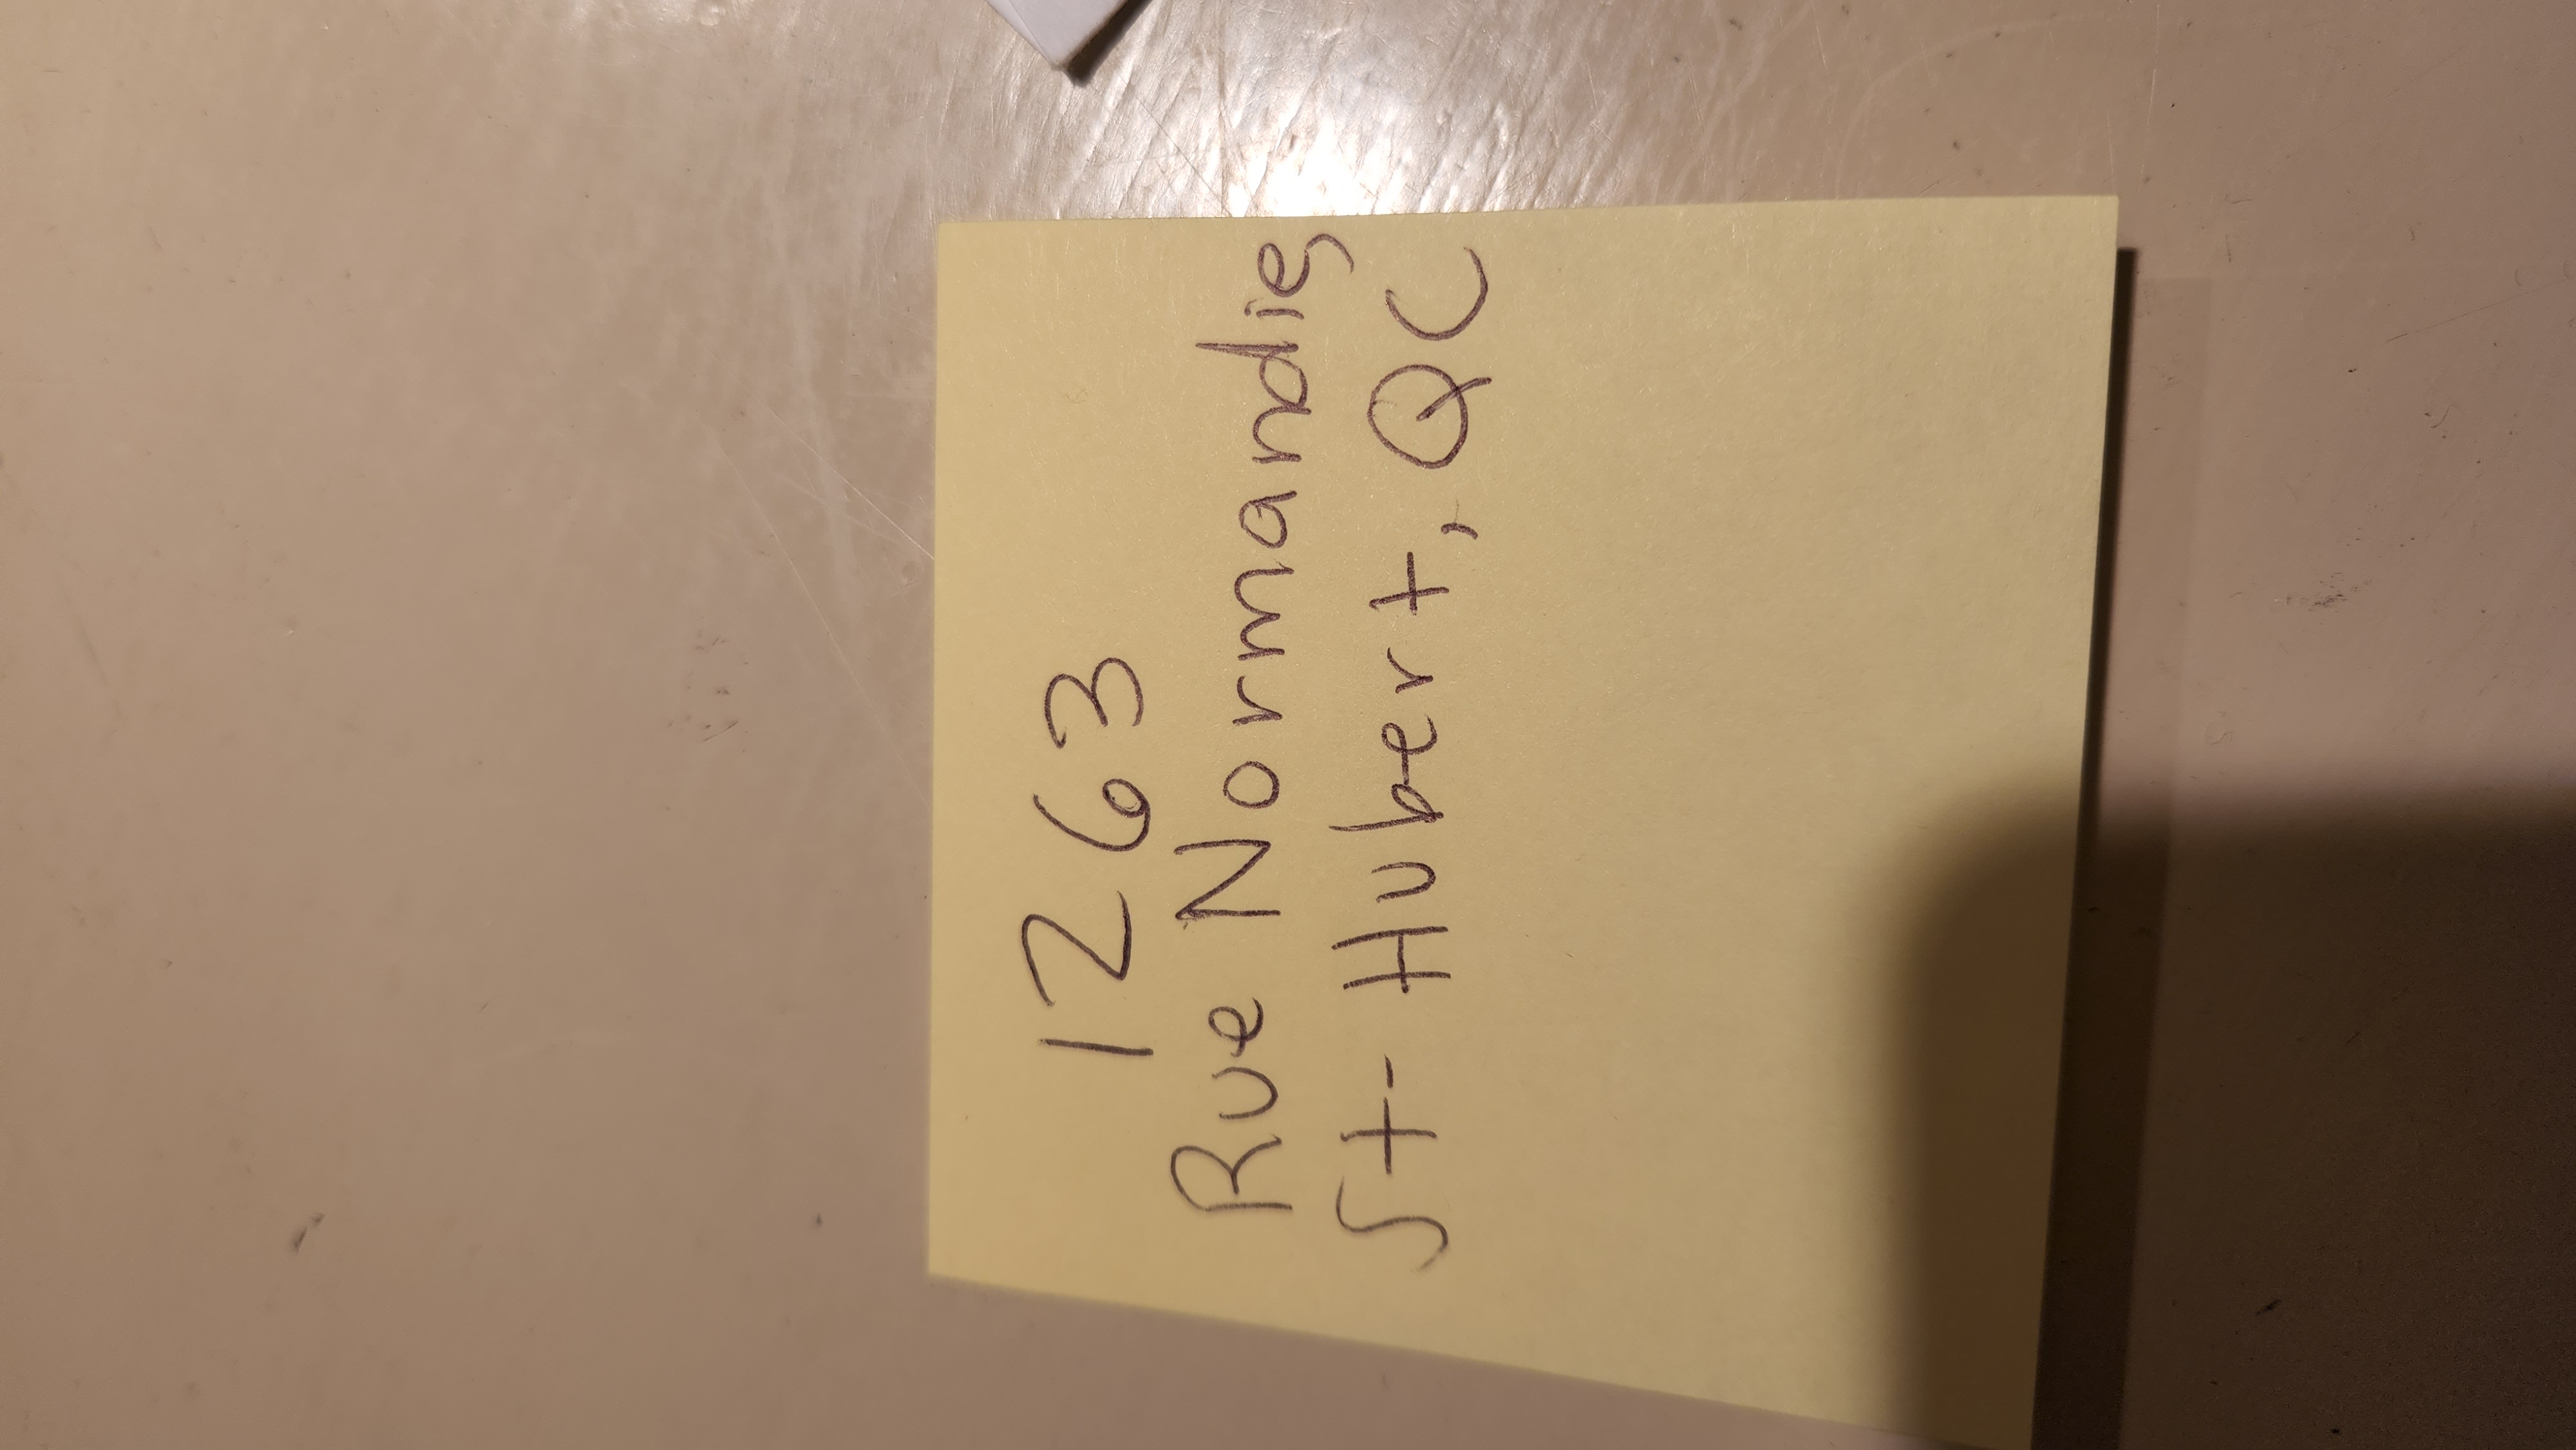 1263
Rue Normandie,
St-Hubert, QC